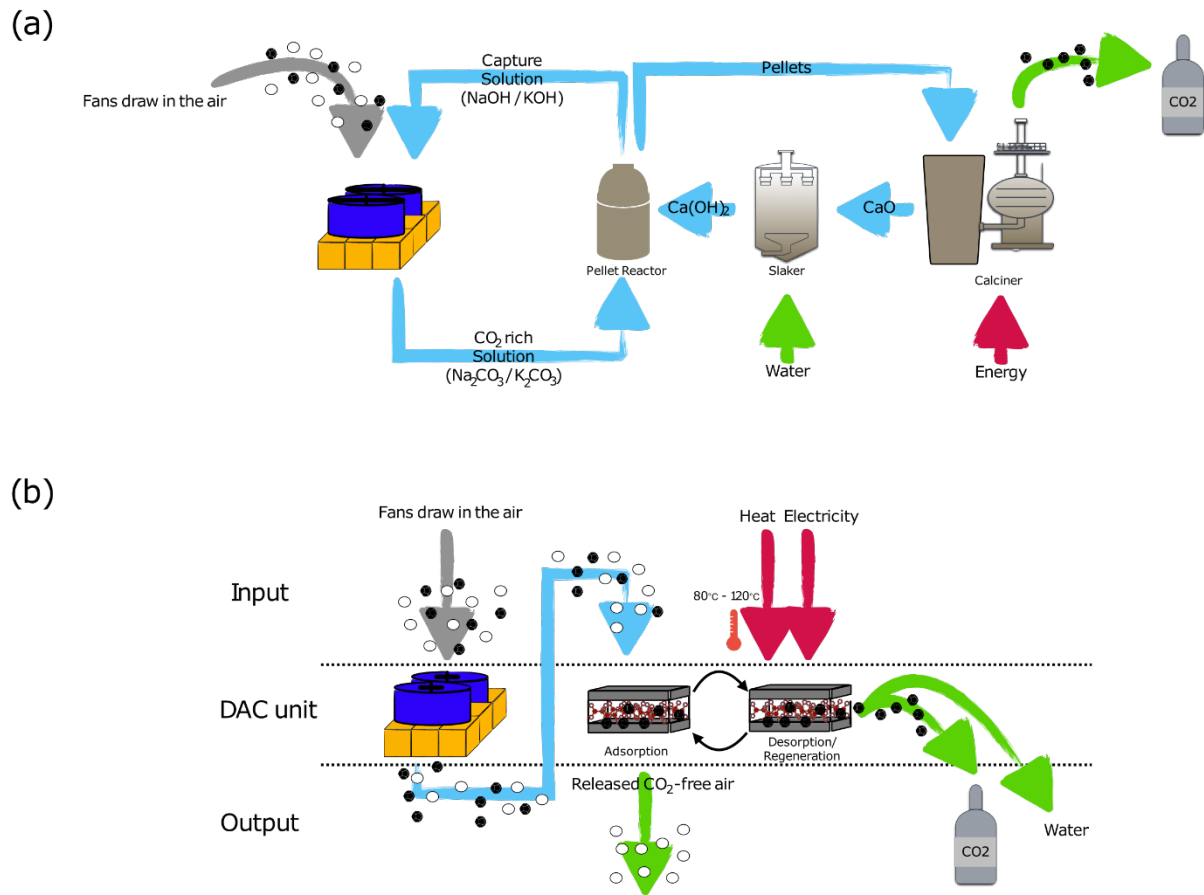 (a)
Fans draw in the air
Capture
Solution
(NaOH / KOH)
Pellets
CO2
Ca(OH)₂
CaO
Pellet Reactor
Slaker
Calciner
CO₂ rich
Solution
(Na₂CO₃ / K₂CO₃)
Water
Energy
(b)
Fans draw in the air
Heat Electricity
Input
80°C - 120°C
DAC unit
Adsorption
Desorption/
Regeneration
Released CO₂-free air
Output
CO2
Water